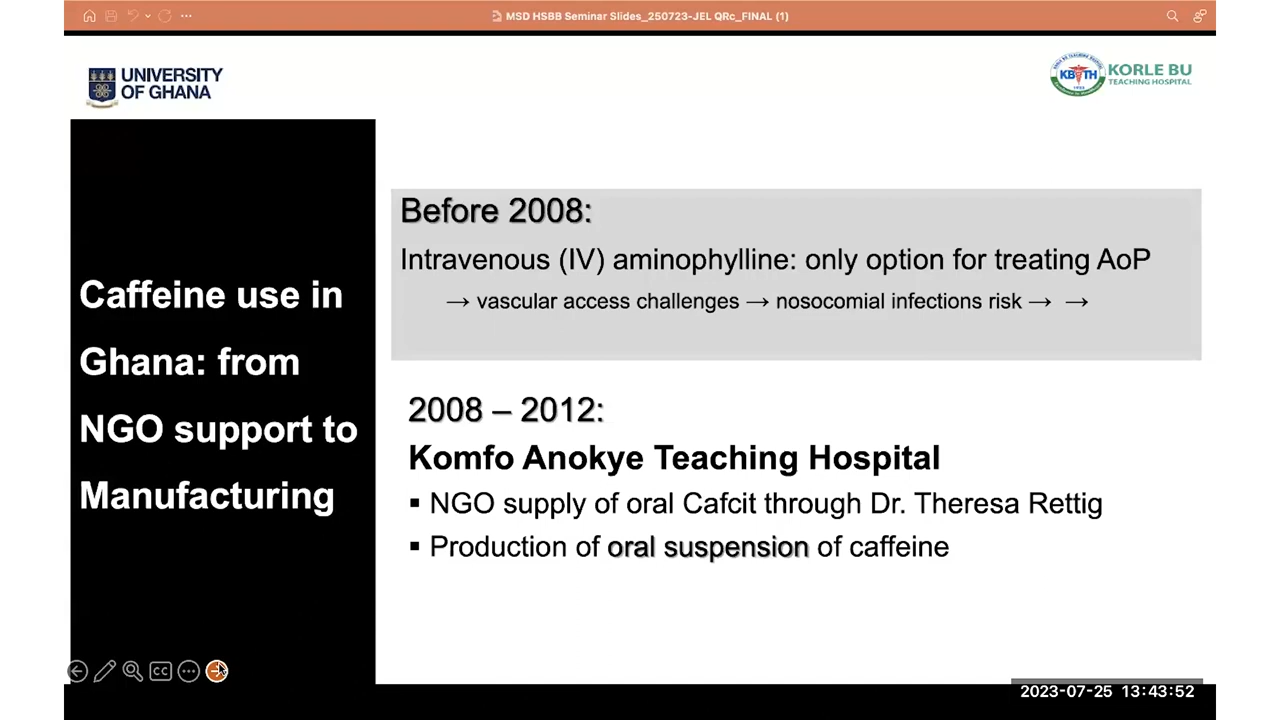 MSD HSBB Seminar Slides_250723-JEL QRc_FINAL (1)
UNIVERSITY
OF GHANA
KBTH
KORLE BU
TEACHING HOSPITAL
Caffeine use in
Ghana: from
NGO support to
Manufacturing
Before 2008:
Intravenous (IV) aminophylline: only option for treating AoP
→ vascular access challenges → nosocomial infections risk → →
2008 – 2012:
Komfo Anokye Teaching Hospital
▪ NGO supply of oral Cafcit through Dr. Theresa Rettig
▪ Production of oral suspension of caffeine
CC
2023-07-25 13:43:52